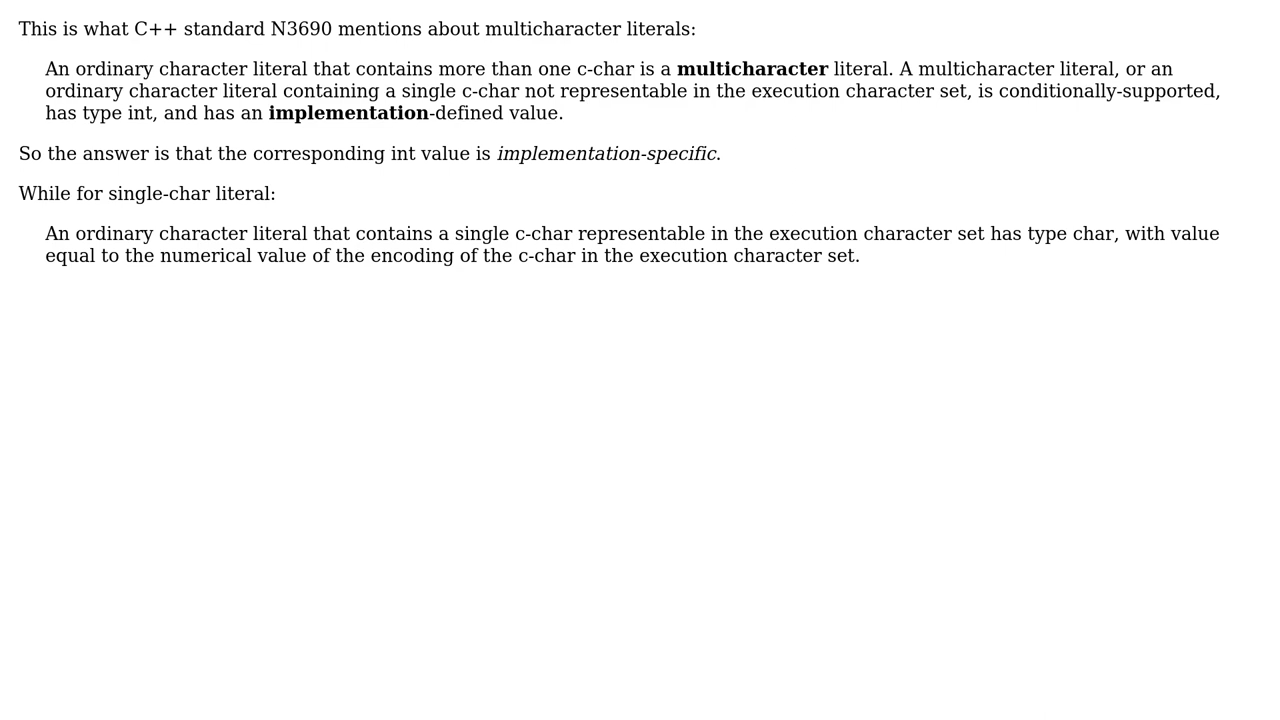 This is what C++ standard N3690 mentions about multicharacter literals:
An ordinary character literal that contains more than one c-char is a multicharacter literal. A multicharacter literal, or an
ordinary character literal containing a single c-char not representable in the execution character set, is conditionally-supported,
has type int, and has an implementation-defined value.
So the answer is that the corresponding int value is implementation-specific.
While for single-char literal:
An ordinary character literal that contains a single c-char representable in the execution character set has type char, with value
equal to the numerical value of the encoding of the c-char in the execution character set.